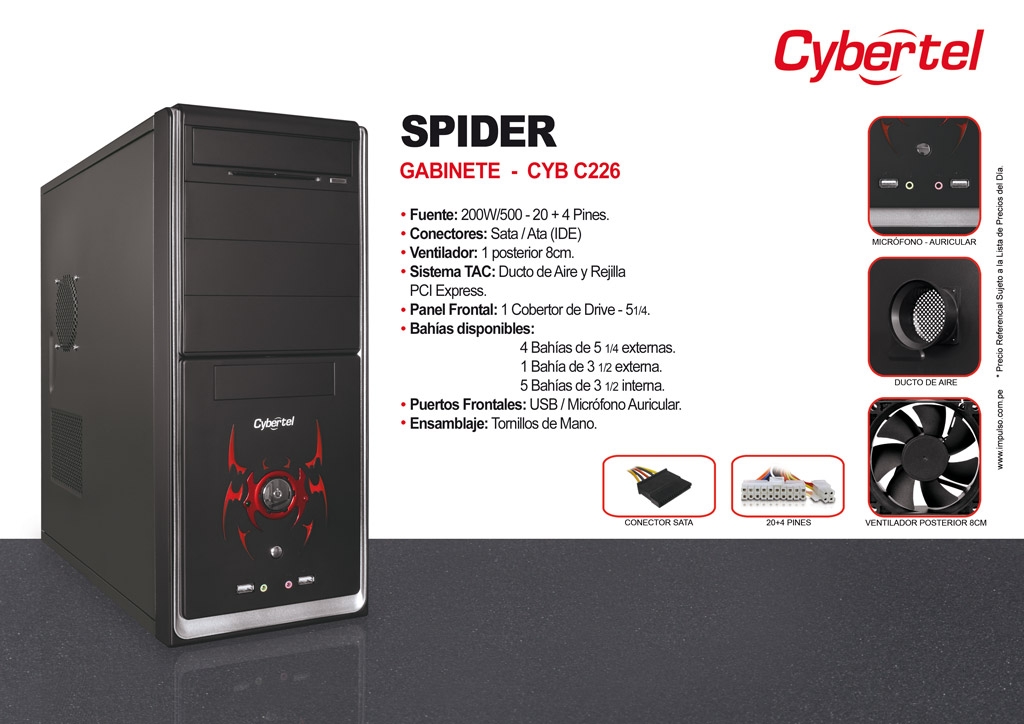 Cybertel
SPIDER
GABINETE - CYB C226
• Fuente: 200W/500 - 20 + 4 Pines.
• Conectores: Sata / Ata (IDE)
• Ventilador: 1 posterior 8cm.
• Sistema TAC: Ducto de Aire y Rejilla
PCI Express.
• Panel Frontal: 1 Cobertor de Drive - 51/4.
• Bahías disponibles:
4 Bahías de 5 1/4 externas.
1 Bahía de 3 1/2 externa.
5 Bahías de 3 1/2 interna.
• Puertos Frontales: USB / Micrófono Auricular.
• Ensamblaje: Tornillos de Mano.
Cybertel
CONECTOR SATA
20+4 PINES
MICRÓFONO - AURICULAR
DUCTO DE AIRE
VENTILADOR POSTERIOR 8CM
www.impulso.com.pe * Precio Referencial Sujeto a la Lista de Precios del Día.